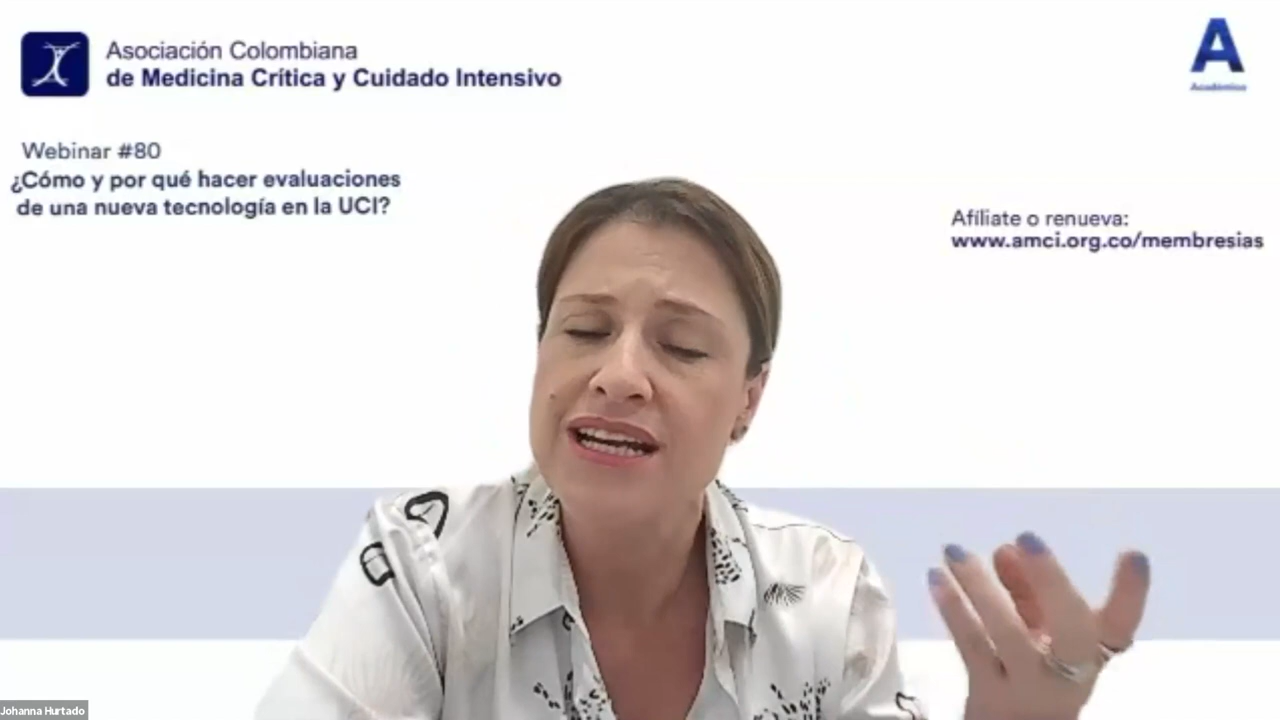 Asociación Colombiana
de Medicina Crítica y Cuidado Intensivo
A
Académico
Webinar #80
¿Cómo y por qué hacer evaluaciones
de una nueva tecnología en la UCI?
Afíliate o renueva:
www.amci.org.co/membresias
Johanna Hurtado